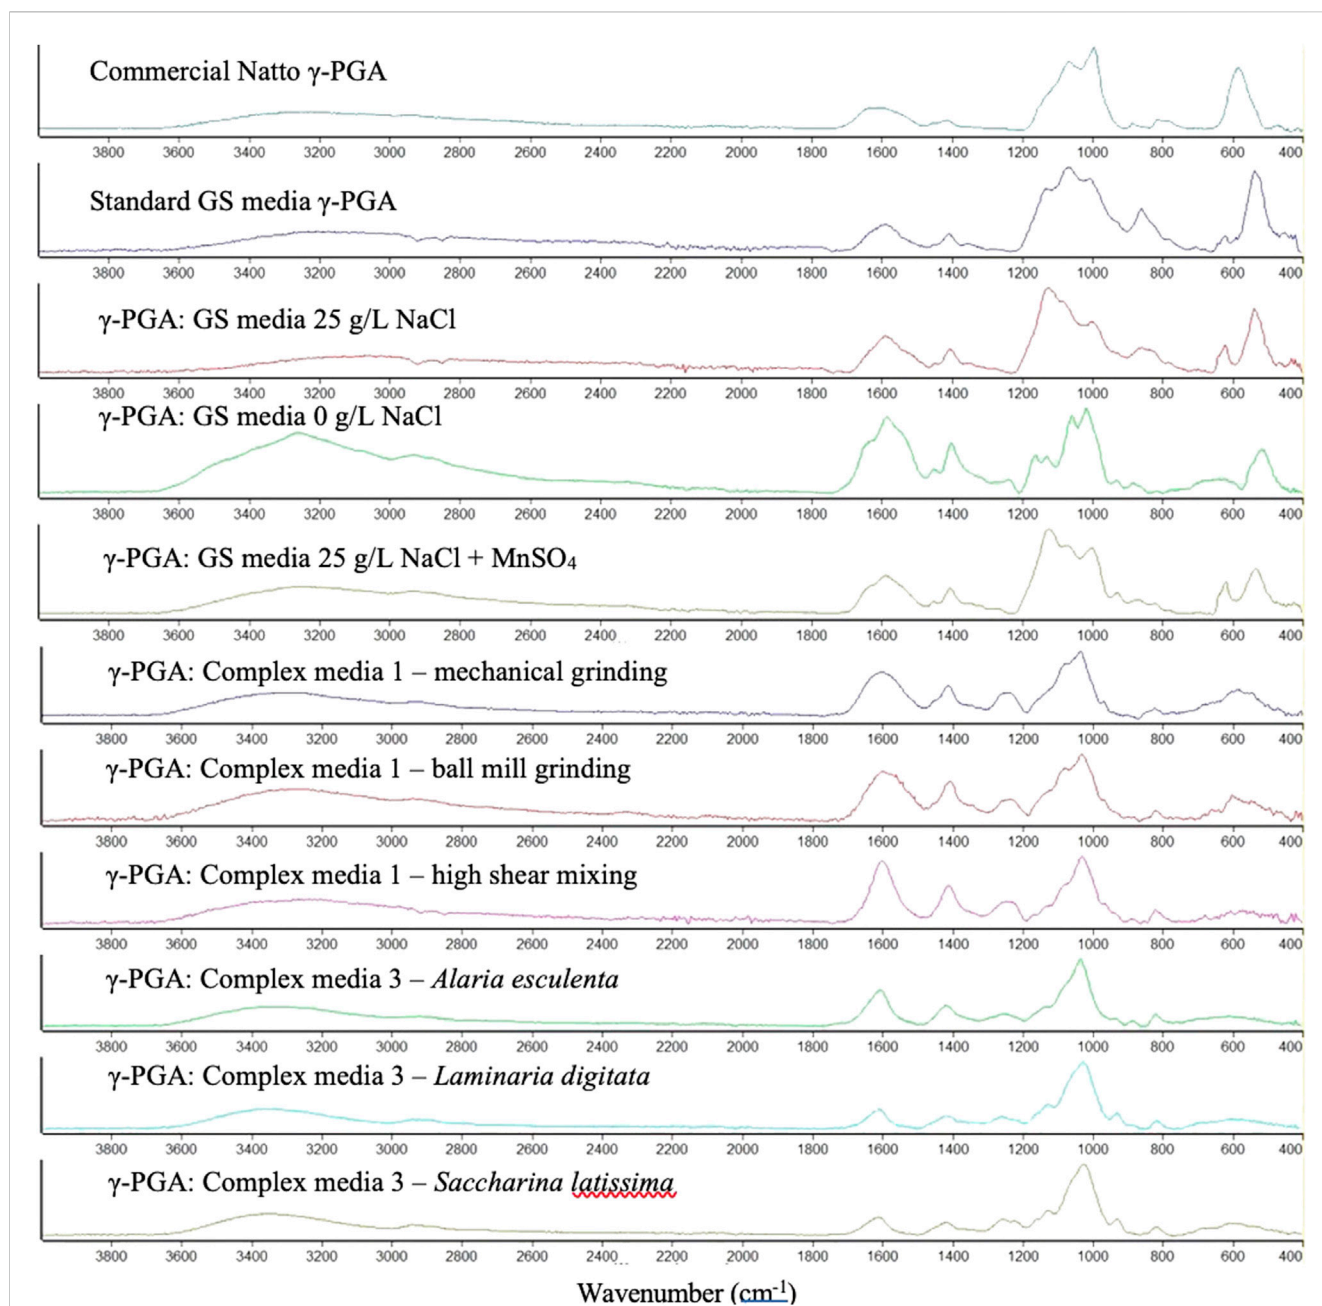 Commercial Natto γ-PGA
3800 3600 3400 3200 3000 2800 2600 2400 2200 2000 1800 1600 1400 1200 1000 800 600 400
Standard GS media γ-PGA
3800 3600 3400 3200 3000 2800 2600 2400 2200 2000 1800 1600 1400 1200 1000 800 600 400
γ-PGA: GS media 25 g/L NaCl
3800 3600 3400 3200 3000 2800 2600 2400 2200 2000 1800 1600 1400 1200 1000 800 600 400
γ-PGA: GS media 0 g/L NaCl
3800 3600 3400 3200 3000 2800 2600 2400 2200 2000 1800 1600 1400 1200 1000 800 600 400
γ-PGA: GS media 25 g/L NaCl + MnSO₄
3800 3600 3400 3200 3000 2800 2600 2400 2200 2000 1800 1600 1400 1200 1000 800 600 400
γ-PGA: Complex media 1 – mechanical grinding
3800 3600 3400 3200 3000 2800 2600 2400 2200 2000 1800 1600 1400 1200 1000 800 600 400
γ-PGA: Complex media 1 – ball mill grinding
3800 3600 3400 3200 3000 2800 2600 2400 2200 2000 1800 1600 1400 1200 1000 800 600 400
γ-PGA: Complex media 1 – high shear mixing
3800 3600 3400 3200 3000 2800 2600 2400 2200 2000 1800 1600 1400 1200 1000 800 600 400
γ-PGA: Complex media 3 – Alaria esculenta
3800 3600 3400 3200 3000 2800 2600 2400 2200 2000 1800 1600 1400 1200 1000 800 600 400
γ-PGA: Complex media 3 – Laminaria digitata
3800 3600 3400 3200 3000 2800 2600 2400 2200 2000 1800 1600 1400 1200 1000 800 600 400
γ-PGA: Complex media 3 – Saccharina latissima
3800 3600 3400 3200 3000 2800 2600 2400 2200 2000 1800 1600 1400 1200 1000 800 600 400
Wavenumber (cm⁻¹)